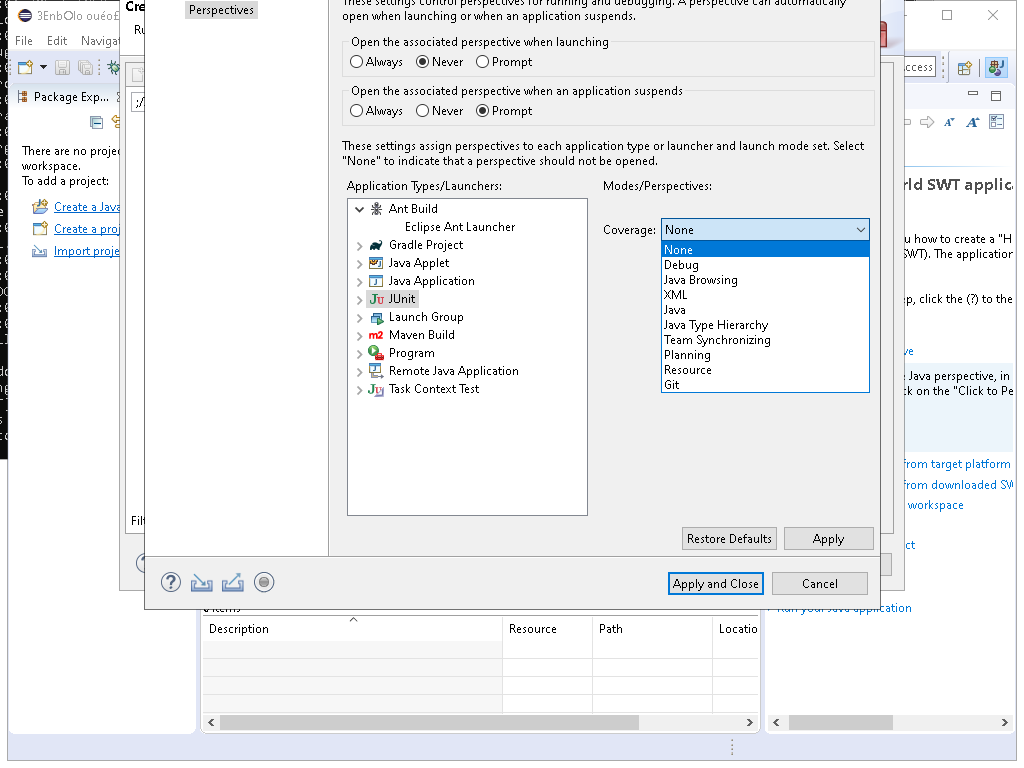 3EnbOlo ouéoß
File Edit Navigat
Cre
Ru
Perspectives
These settings control perspectives for running and debugging. A perspective can automatically
open when launching or when an application suspends.
Open the associated perspective when launching
Always Never Prompt
Open the associated perspective when an application suspends
Always Never Prompt
These settings assign perspectives to each application type or launcher and launch mode set. Select
"None" to indicate that a perspective should not be opened.
Application Types/Launchers:
Modes/Perspectives:
Ant Build
Eclipse Ant Launcher
Gradle Project
Java Applet
Java Application
JUnit
Launch Group
Maven Build
Program
Remote Java Application
Task Context Test
Coverage: None
None
Debug
Java Browsing
XML
Java
Java Type Hierarchy
Team Synchronizing
Planning
Resource
Git
Restore Defaults Apply
Apply and Close Cancel
Package Exp...
There are no proje
workspace.
To add a project:
Create a Java
Create a proj
Import proje
Filt
ccess
rld SWT applic
u how to create a "H
SWT). The application
ep, click the (?) to the
ve
e Java perspective, in
ck on the "Click to Pe
from target platform
from downloaded SW
workspace
ct
Run your Java application
0 items
Description Resource Path Locatio